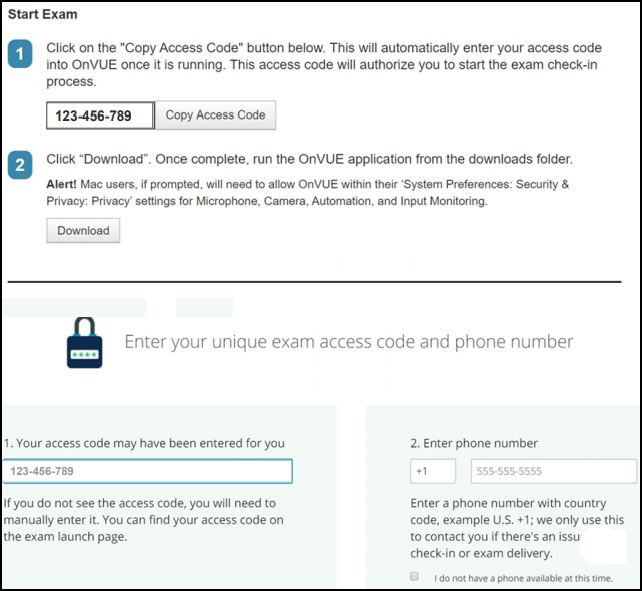 Start Exam
1
Click on the "Copy Access Code" button below. This will automatically enter your access code
into OnVUE once it is running. This access code will authorize you to start the exam check-in
process.
123-456-789 Copy Access Code
2
Click “Download”. Once complete, run the OnVUE application from the downloads folder.
Alert! Mac users, if prompted, will need to allow OnVUE within their ‘System Preferences: Security &
Privacy: Privacy’ settings for Microphone, Camera, Automation, and Input Monitoring.
Download
****
Enter your unique exam access code and phone number
1. Your access code may have been entered for you
123-456-789
If you do not see the access code, you will need to
manually enter it. You can find your access code on
the exam launch page.
2. Enter phone number
+1 555-555-5555
Enter a phone number with country
code, example U.S. +1; we only use this
to contact you if there's an
check-in or exam delivery.
I do not have a phone available at this time.